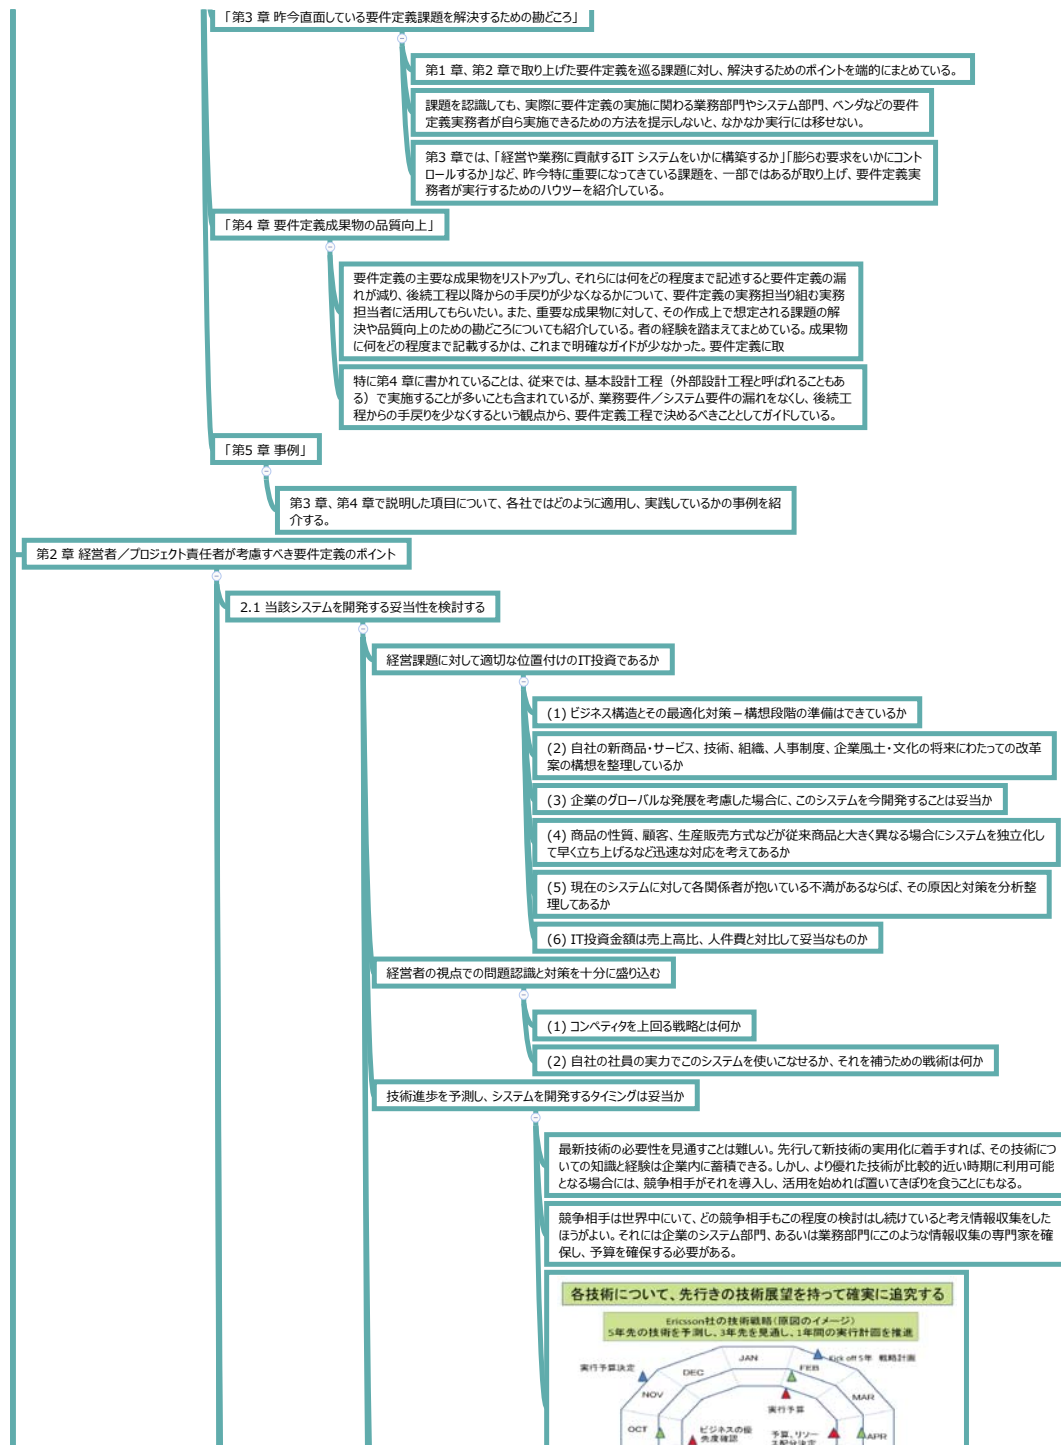 「第3 章 昨今直面している要件定義課題を解決するための勘どころ」
第1 章、第2 章で取り上げた要件定義を巡る課題に対し、解決するためのポイントを端的にまとめている。
課題を認識しても、実際に要件定義の実施に関わる業務部門やシステム部門、ベンダなどの要件
定義実務者が自ら実施できるための方法を提示しないと、なかなか実行には移せない。
第3 章では、「経営や業務に貢献するIT システムをいかに構築するか」「膨らむ要求をいかにコント
ロールするか」など、昨今特に重要になってきている課題を、一部ではあるが取り上げ、要件定義実
務者が実行するためのハウツーを紹介している。
「第4 章 要件定義成果物の品質向上」
要件定義の主要な成果物をリストアップし、それらには何をどの程度まで記述すると要件定義の漏
れが減り、後続工程以降からの手戻りが少なくなるかについて、要件定義の実務担当り組む実務
担当者に活用してもらいたい。また、重要な成果物に対して、その作成上で想定される課題の解
決や品質向上のための勘どころについても紹介している。者の経験を踏まえてまとめている。成果物
に何をどの程度まで記載するかは、これまで明確なガイドが少なかった。要件定義に取
特に第4 章に書かれていることは、従来では、基本設計工程（外部設計工程と呼ばれることもあ
る）で実施することが多いことも含まれているが、業務要件／システム要件の漏れをなくし、後続工
程からの手戻りを少なくするという観点から、要件定義工程で決めるべきこととしてガイドしている。
「第5 章 事例」
第3 章、第4 章で説明した項目について、各社ではどのように適用し、実践しているかの事例を紹
介する。
第2 章 経営者／プロジェクト責任者が考慮すべき要件定義のポイント
2.1 当該システムを開発する妥当性を検討する
経営課題に対して適切な位置付けのIT投資であるか
(1) ビジネス構造とその最適化対策－構想段階の準備はできているか
(2) 自社の新商品・サービス、技術、組織、人事制度、企業風土・文化の将来にわたっての改革
案の構想を整理しているか
(3) 企業のグローバルな発展を考慮した場合に、このシステムを今開発することは妥当か
(4) 商品の性質、顧客、生産販売方式などが従来商品と大きく異なる場合にシステムを独立化し
て早く立ち上げるなど迅速な対応を考えてあるか
(5) 現在のシステムに対して各関係者が抱いている不満があるならば、その原因と対策を分析整
理してあるか
(6) IT投資金額は売上高比、人件費と対比して妥当なものか
経営者の視点での問題認識と対策を十分に盛り込む
(1) コンペティタを上回る戦略とは何か
(2) 自社の社員の実力でこのシステムを使いこなせるか、それを補うための戦術は何か
技術進歩を予測し、システムを開発するタイミングは妥当か
最新技術の必要性を見通すことは難しい。先行して新技術の実用化に着手すれば、その技術につ
いての知識と経験は企業内に蓄積できる。しかし、より優れた技術が比較的近い時期に利用可能
となる場合には、競争相手がそれを導入し、活用を始めれば置いてきぼりを食うことにもなる。
競争相手は世界中にいて、どの競争相手もこの程度の検討はし続けていると考え情報収集をした
ほうがよい。それには企業のシステム部門、あるいは業務部門にこのような情報収集の専門家を確
保し、予算を確保する必要がある。
各技術について、先行きの技術展望を持って確実に追究する
Ericsson社の技術戦略（原図のイメージ）
5年先の技術を予測し、3年先を見通し、1年間の実行計画を推進
JAN
Kick off 5年 戦略計画
実行予算決定
DEC
FEB
NOV
MAR
実行予算
OCT
ビジネスの優
先度確認
予算、リソー
ス配分決定
APR